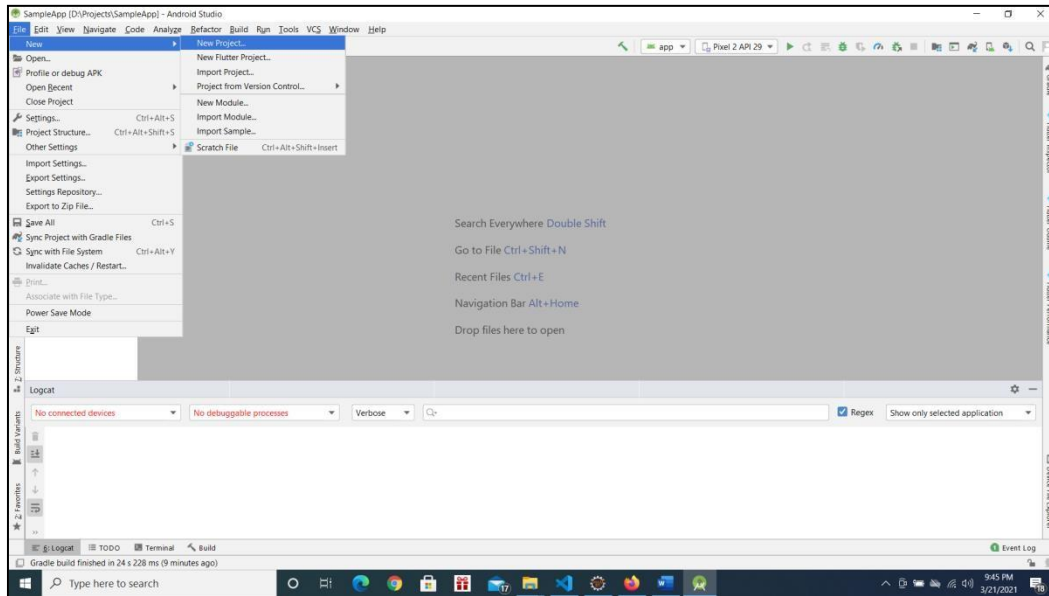 SampleApp [D:\Projects\SampleApp] - Android Studio
File Edit View Navigate Code Analyze Refactor Build Run Tools VCS Window Help
New
New Project...
app
Pixel 2 API 29
Open...
New Flutter Project...
Profile or debug APK
Import Project...
Open Recent
Project from Version Control...
Close Project
New Module...
Settings... Ctrl+Alt+S
Import Module...
Project Structure... Ctrl+Alt+Shift+S
Import Sample...
Other Settings
Scratch File Ctrl+Alt+Shift+Insert
Import Settings...
Export Settings...
Settings Repository...
Export to Zip File...
Save All Ctrl+S
Sync Project with Gradle Files
Sync with File System Ctrl+Alt+Y
Invalidate Caches / Restart...
Print...
Associate with File Type...
Power Save Mode
Exit
Search Everywhere Double Shift
Go to File Ctrl+Shift+N
Recent Files Ctrl+E
Navigation Bar Alt+Home
Drop files here to open
Z: Structure
Build Variants
2: Favorites
Logcat
No connected devices
No debuggable processes
Verbose
Regex
Show only selected application
6: Logcat
TODO
Terminal
Build
Event Log
Gradle build finished in 24 s 228 ms (9 minutes ago)
Type here to search
17
9:45 PM
3/21/2021
18